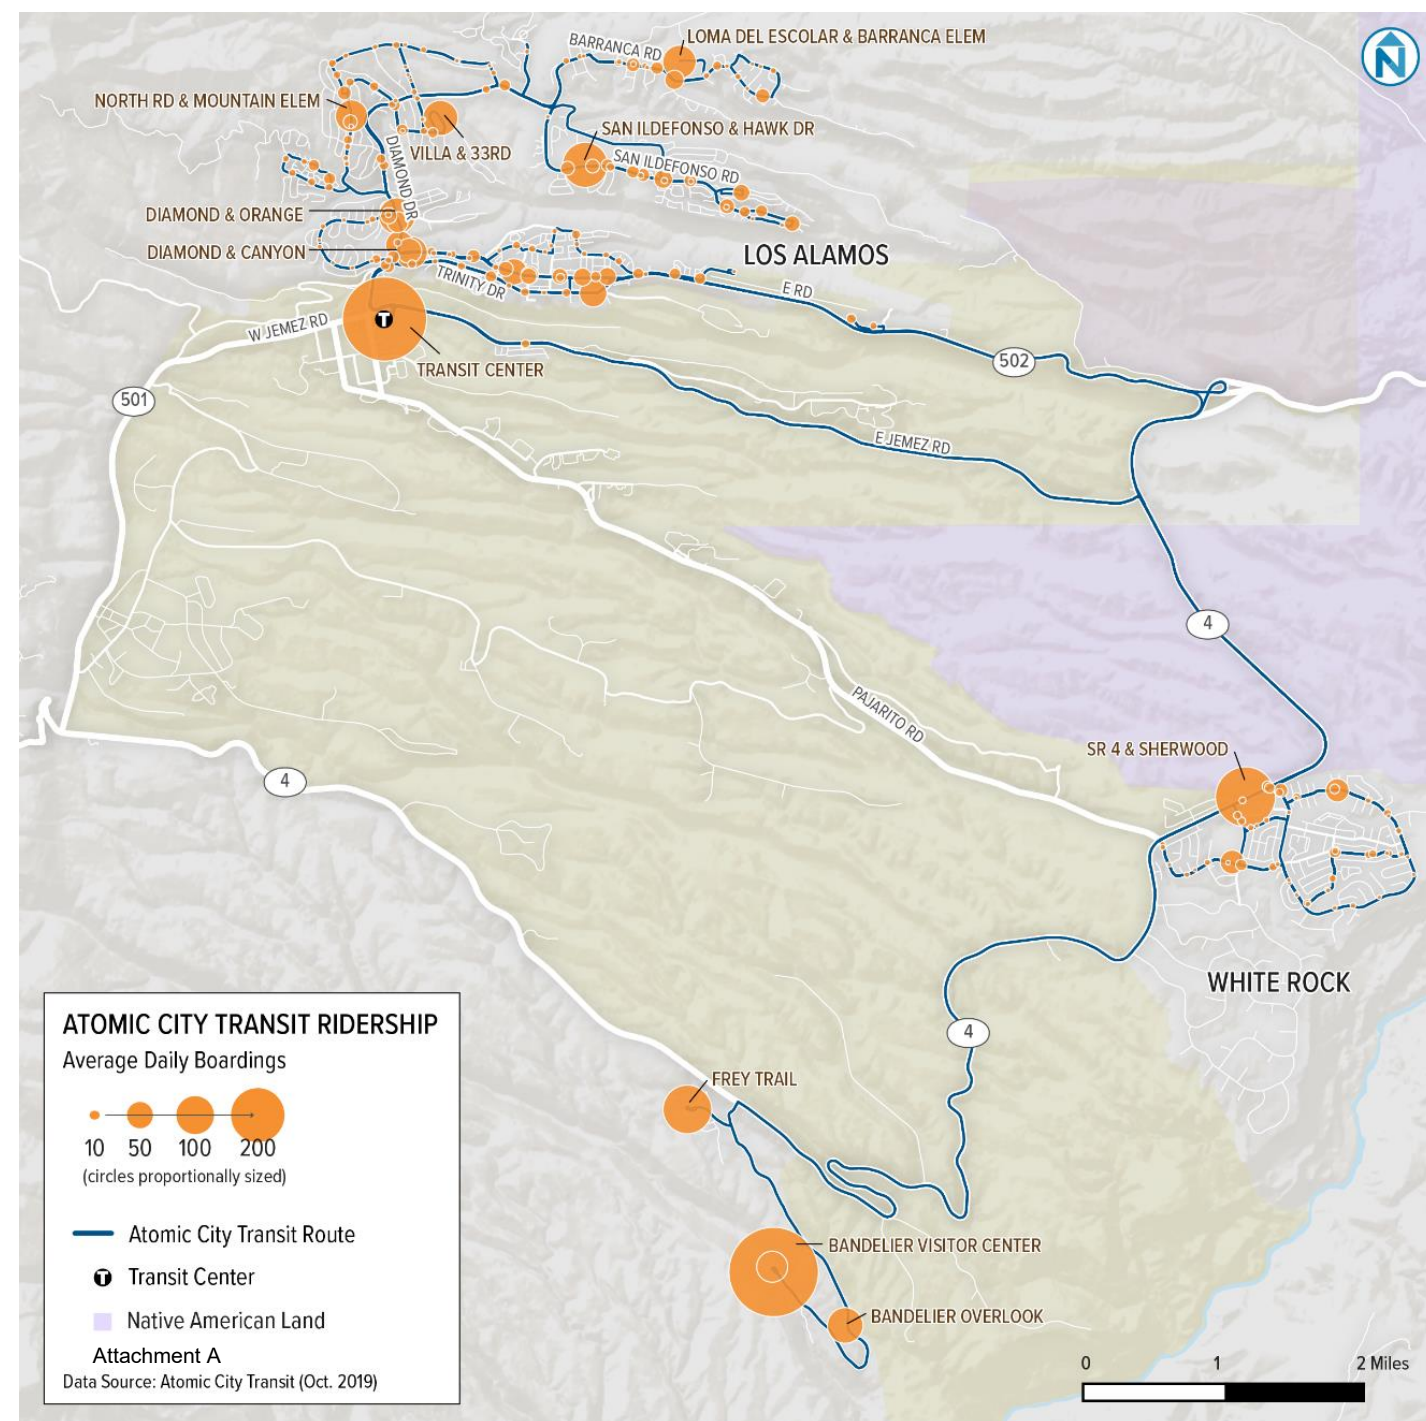 LOMA DEL ESCOLAR & BARRANCA ELEM
BARRANCA RD
N
NORTH RD & MOUNTAIN ELEM
SAN ILDEFONSO & HAWK DR
VILLA & 33RD
DIAMOND DR
SAN ILDEFONSO RD
DIAMOND & ORANGE
DIAMOND & CANYON
LOS ALAMOS
TRINITY DR
E RD
W JEMEZ RD
T
TRANSIT CENTER
502
501
E JEMEZ RD
4
PAJARITO RD
SR 4 & SHERWOOD
4
WHITE ROCK
4
FREY TRAIL
BANDELIER VISITOR CENTER
BANDELIER OVERLOOK
ATOMIC CITY TRANSIT RIDERSHIP
Average Daily Boardings
10 50 100 200
(circles proportionally sized)
Atomic City Transit Route
T Transit Center
Native American Land
Attachment A
Data Source: Atomic City Transit (Oct. 2019)
0 1 2 Miles